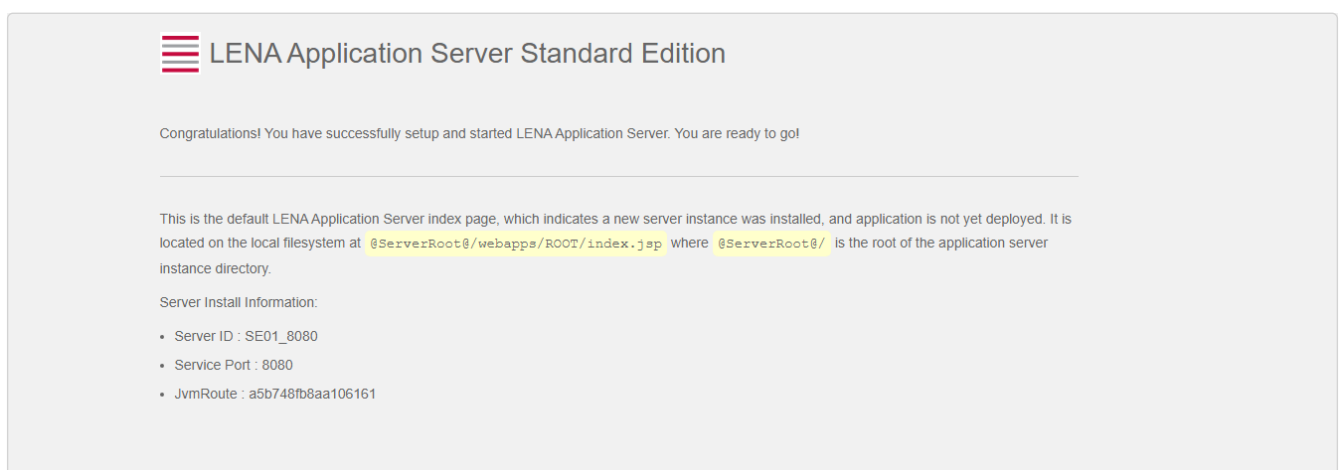 LENA Application Server Standard Edition
Congratulations! You have successfully setup and started LENA Application Server. You are ready to go!
This is the default LENA Application Server index page, which indicates a new server instance was installed, and application is not yet deployed. It is
located on the local filesystem at @ServerRoot@/webapps/ROOT/index.jsp where @ServerRoot@/ is the root of the application server
instance directory.
Server Install Information:
• Server ID : SE01_8080
• Service Port : 8080
• JvmRoute : a5b748fb8aa106161